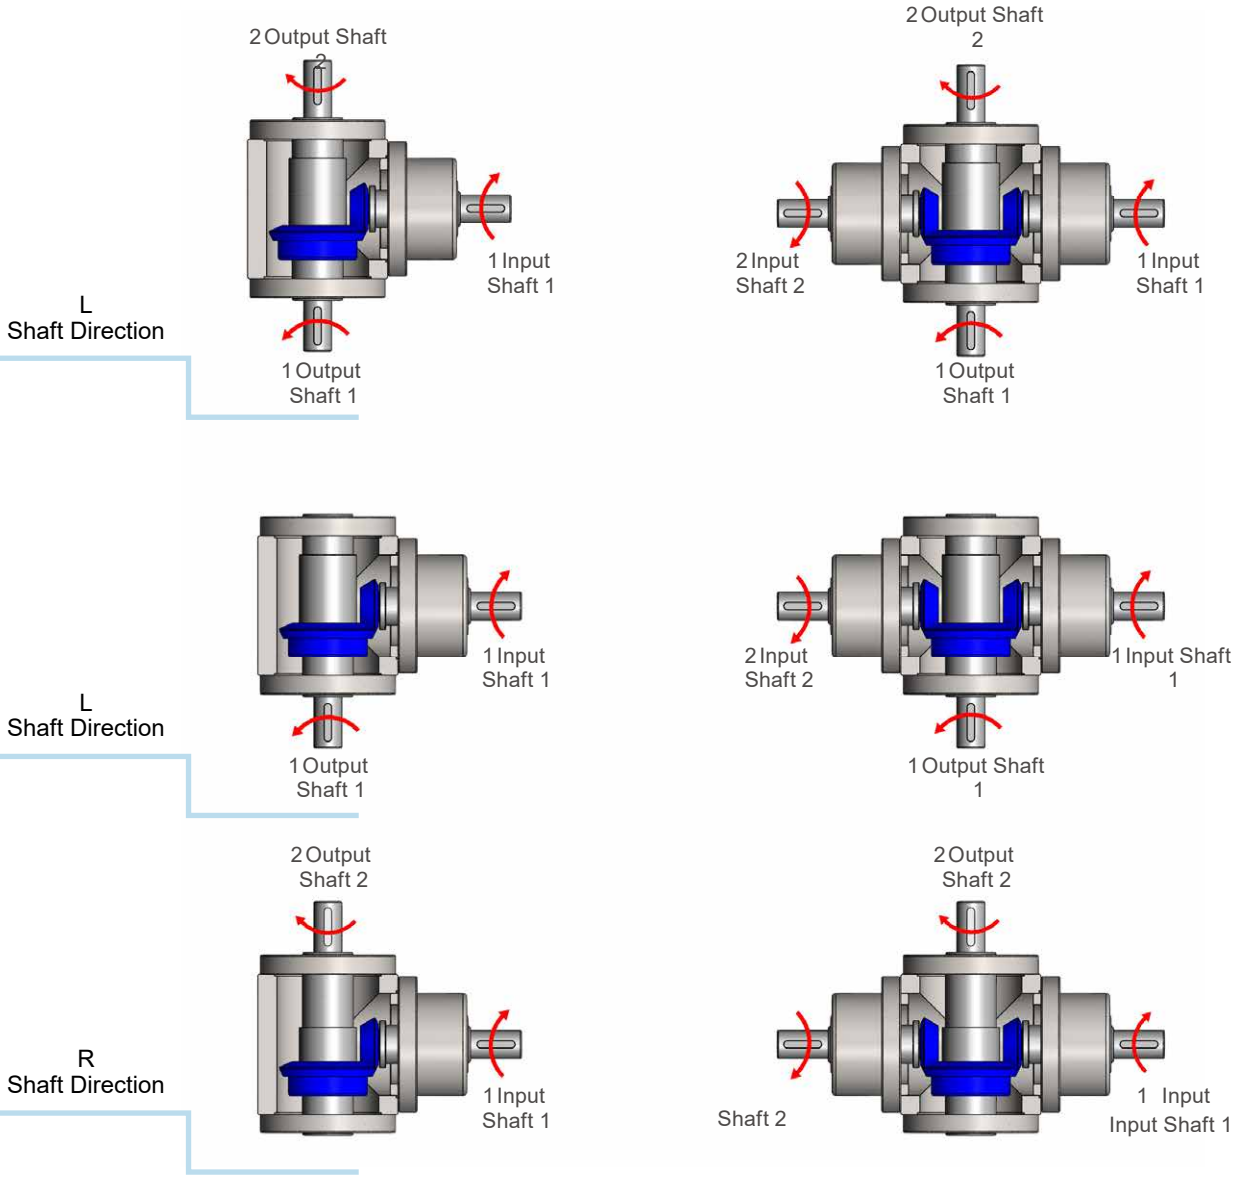 2 Output Shaft
2
2 Output Shaft
2
1 Input
Shaft 1
2 Input
Shaft 2
1 Input
Shaft 1
L
Shaft Direction
1 Output
Shaft 1
1 Output
Shaft 1
1 Input
Shaft 1
2 Input
Shaft 2
1 Input Shaft
1
L
Shaft Direction
1 Output
Shaft 1
1 Output Shaft
1
2 Output
Shaft 2
2 Output
Shaft 2
R
Shaft Direction
1 Input
Shaft 1
Shaft 2
1 Input
Input Shaft 1